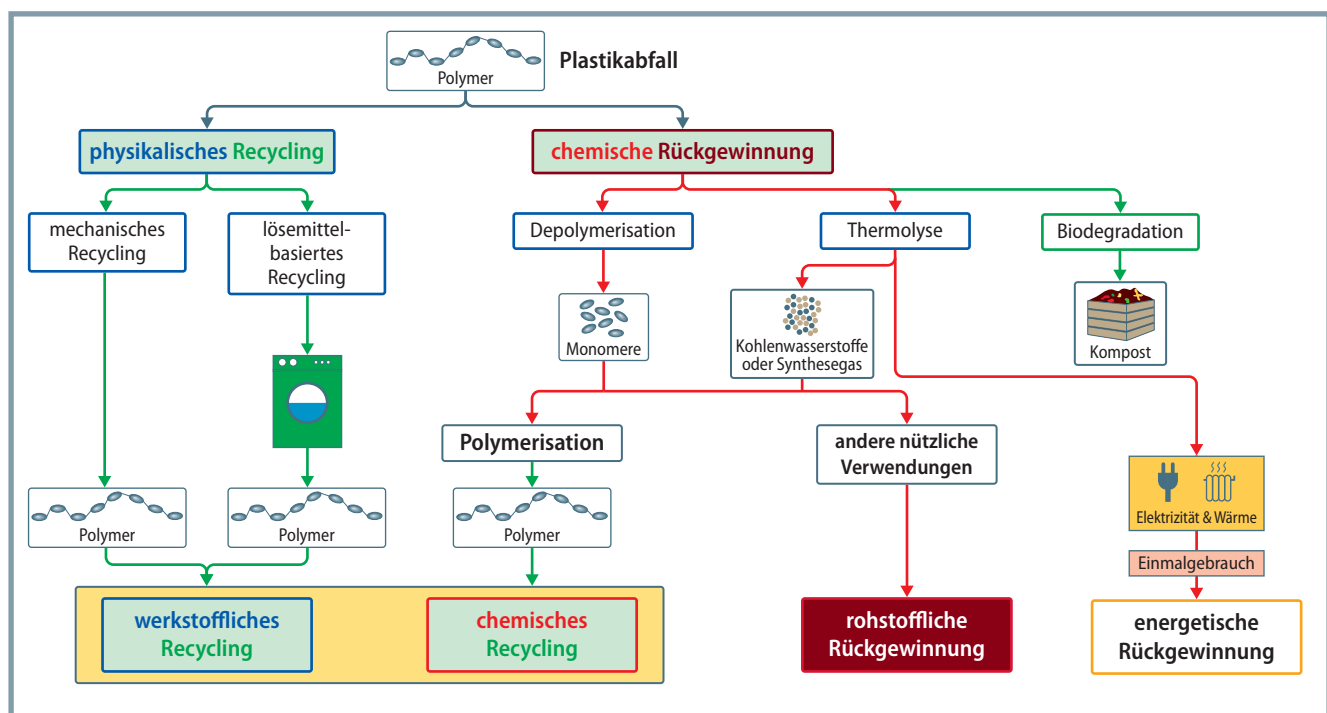 Polymer
Plastikabfall
physikalisches Recycling
chemische Rückgewinnung
mechanisches
Recycling
lösemittel-
basiertes
Recycling
Depolymerisation
Thermolyse
Biodegradation
Monomere
Kohlenwasserstoffe
oder Synthesegas
Kompost
Polymerisation
andere nützliche
Verwendungen
Polymer
Polymer
Polymer
Elektrizität & Wärme
Einmalgebrauch
werkstoffliches
Recycling
chemisches
Recycling
rohstoffliche
Rückgewinnung
energetische
Rückgewinnung